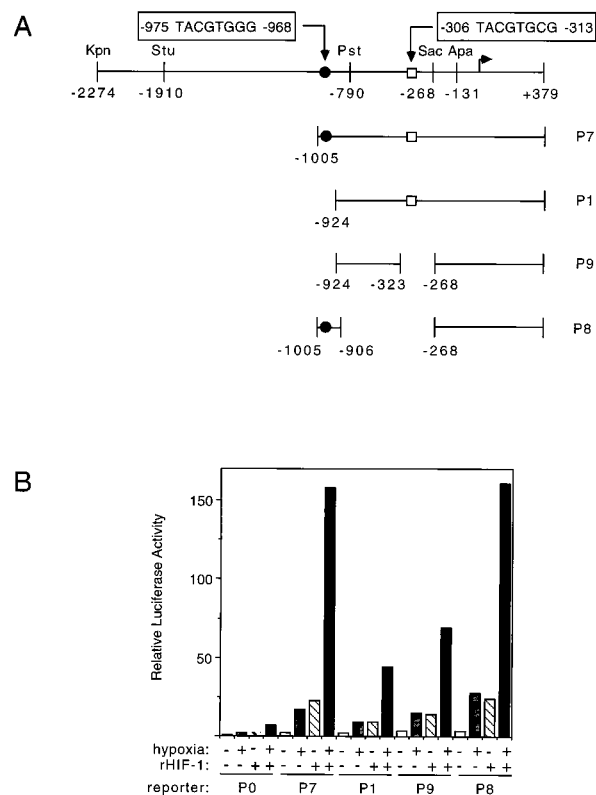 A
-975 TACGTGGG -968
-306 TACGTGCG -313
Kpn Stu Pst Sac Apa
-2274 -1910 -790 -268 -131 +379
P7
-1005
P1
-924
P9
-924 -323 -268
P8
-1005 -906 -268
B
Relative Luciferase Activity
150
100
50
hypoxia: - + - + - + - + - + - + - + - + - + - +
rHIF-1: - - + + - - + + - - + + - - + + - - + +
reporter: P0 P7 P1 P9 P8